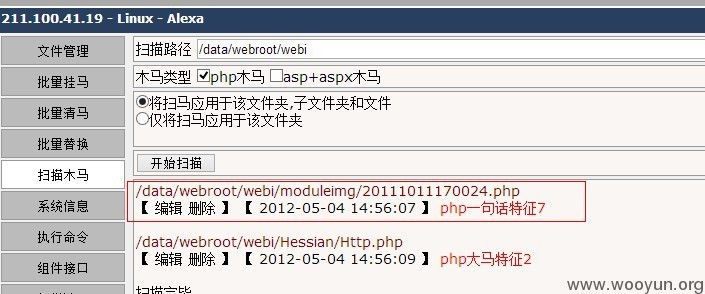 211.100.41.19 - Linux - Alexa
文件管理
批量挂马
批量清马
批量替换
扫描木马
系统信息
执行命令
组件接口
扫描路径 /data/webroot/webi
木马类型 php木马 asp+aspx木马
将扫马应用于该文件夹,子文件夹和文件
仅将扫马应用于该文件夹
开始扫描
/data/webroot/webi/moduleimg/20111011170024.php
【 编辑 删除 】 【 2012-05-04 14:56:07 】 php一句话特征7
/data/webroot/webi/Hessian/Http.php
【 编辑 删除 】 【 2012-05-04 14:56:09 】 php大马特征2
扫描完毕
www.wooyun.org